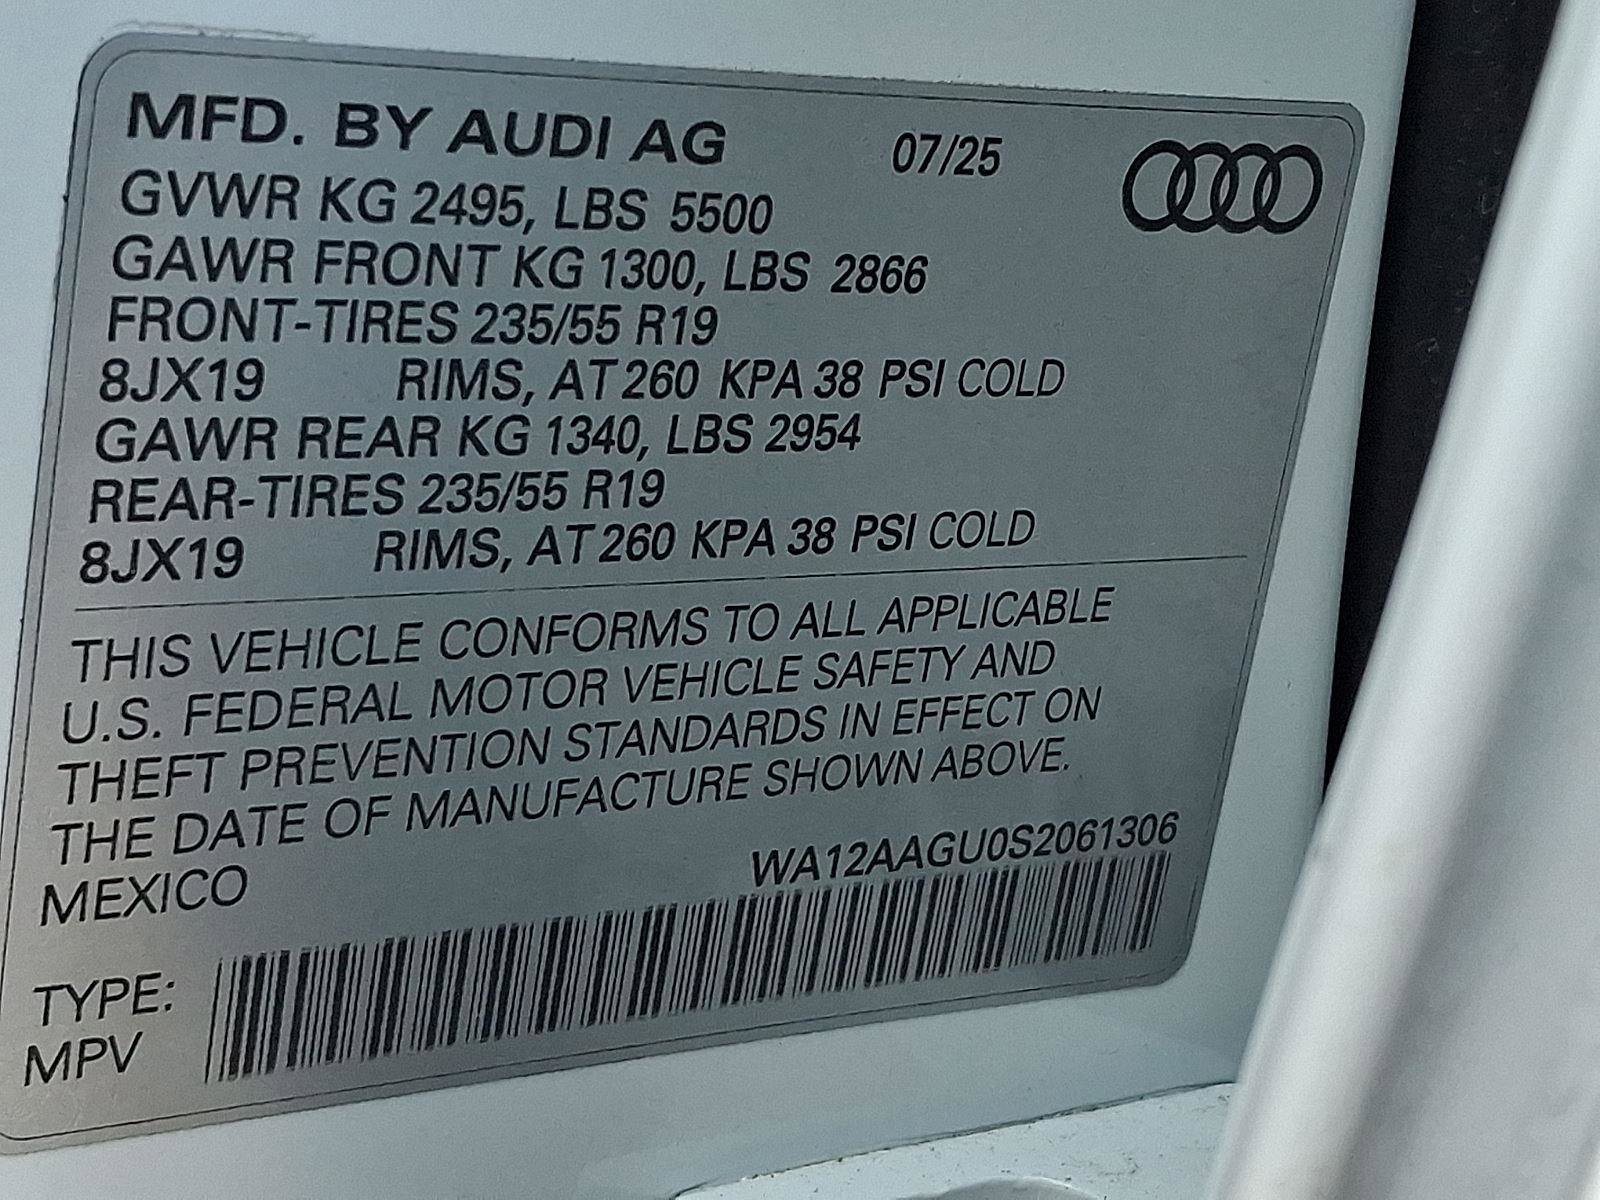 MFD. BY AUDI AG 07/25
GVWR KG 2495, LBS 5500
GAWR FRONT KG 1300, LBS 2866
FRONT-TIRES 235/55 R19
8JX19 RIMS, AT 260 KPA 38 PSI COLD
GAWR REAR KG 1340, LBS 2954
REAR-TIRES 235/55 R19
8JX19 RIMS, AT 260 KPA 38 PSI COLD
THIS VEHICLE CONFORMS TO ALL APPLICABLE
U.S. FEDERAL MOTOR VEHICLE SAFETY AND
THEFT PREVENTION STANDARDS IN EFFECT ON
THE DATE OF MANUFACTURE SHOWN ABOVE.
MEXICO WA12AAGU0S2061306
TYPE:
MPV